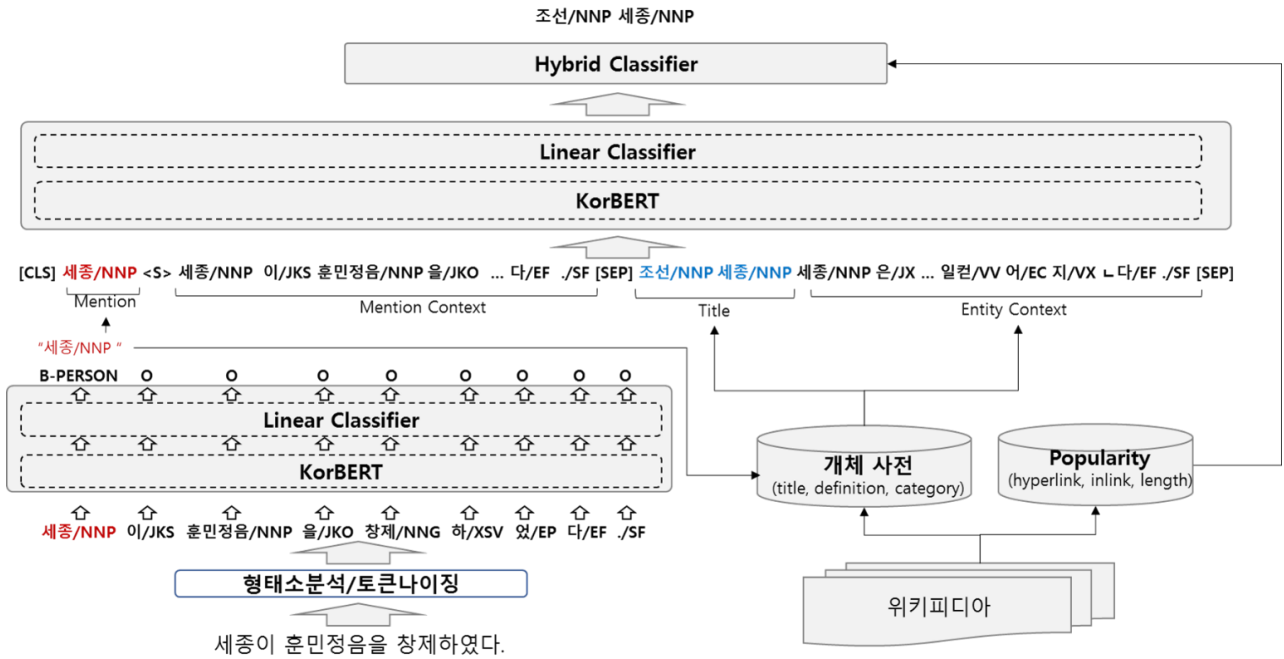 조선/NNP 세종/NNP
Hybrid Classifier
Linear Classifier
KorBERT
[CLS] 세종/NNP <S> 세종/NNP 이/JKS 훈민정음/NNP 을/JKO ... 다/EF ./SF [SEP] 조선/NNP 세종/NNP 세종/NNP 은/JX ... 일컫/VV 어/EC 지/VX ㄴ다/EF ./SF [SEP]
Mention
Mention Context
Title
Entity Context
"세종/NNP "
B-PERSON O O O O O O O O
Linear Classifier
KorBERT
세종/NNP 이/JKS 훈민정음/NNP 을/JKO 창제/NNG 하/XSV 었/EP 다/EF ./SF
형태소분석/토큰나이징
세종이 훈민정음을 창제하였다.
개체 사전
(title, definition, category)
Popularity
(hyperlink, inlink, length)
위키피디아